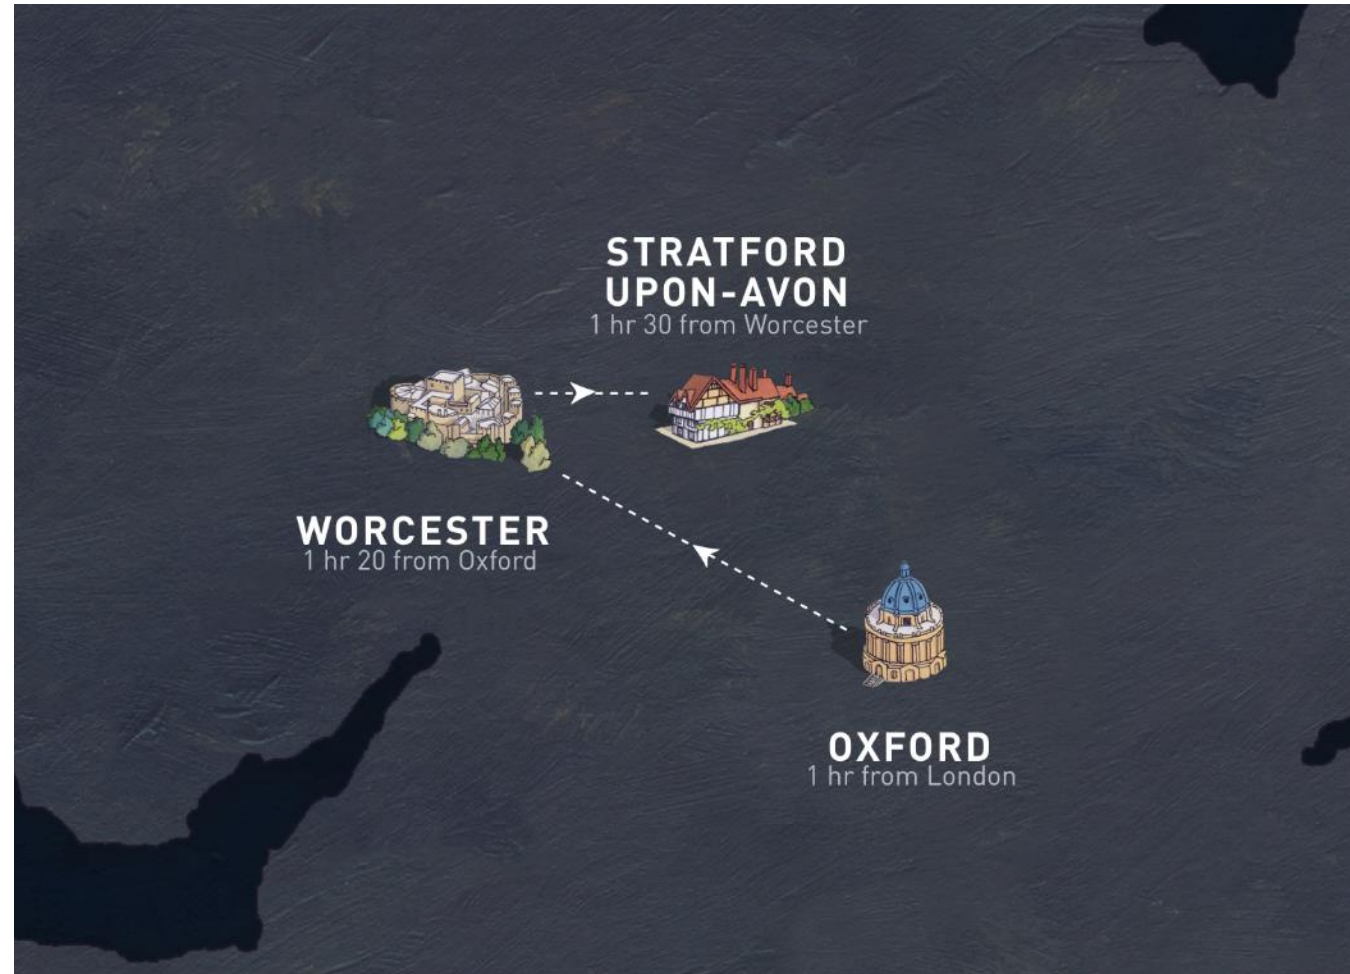 STRATFORD
UPON-AVON
1 hr 30 from Worcester
WORCESTER
1 hr 20 from Oxford
OXFORD
1 hr from London